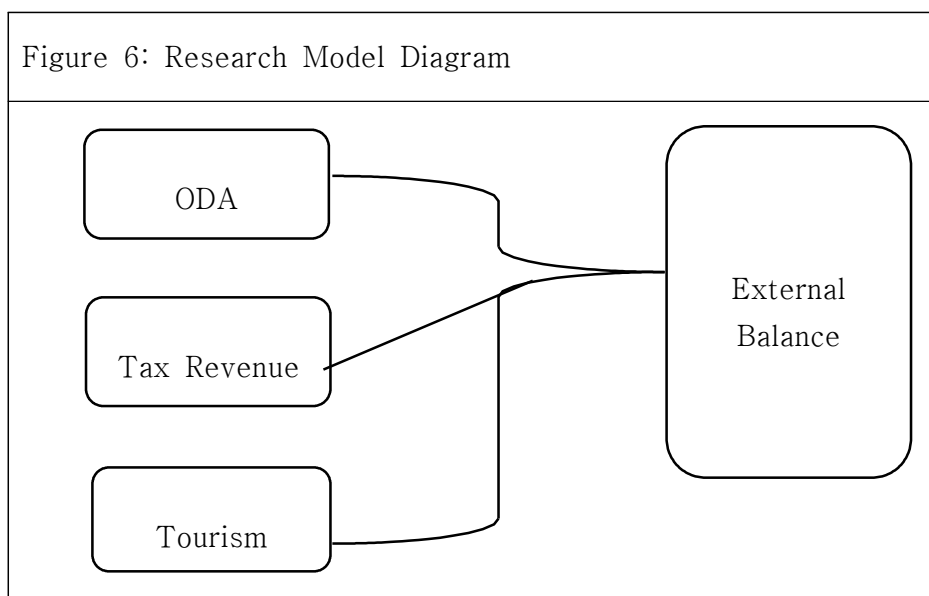 Figure 6: Research Model Diagram
ODA
Tax Revenue
Tourism
External
Balance